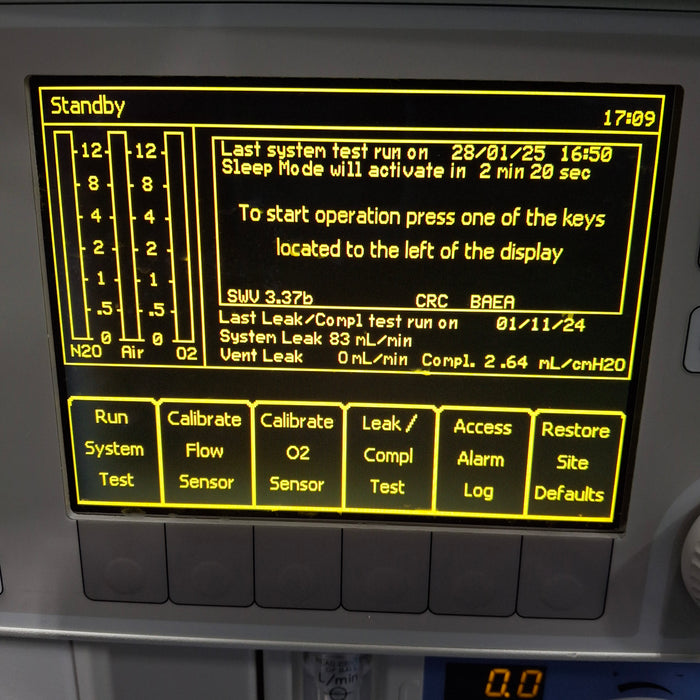 Standby
17:09
12 12
8 8
4 4
2 2
1 1
.5 .5
0 0
N2O Air O2
Last system test run on 28/01/25 16:50
Sleep Mode will activate in 2 min 20 sec
To start operation press one of the keys
located to the left of the display
SWV 3.37b CRC BAEA
Last Leak/Compl test run on 01/11/24
System Leak 83 mL/min
Vent Leak 0 mL/min Compl. 2.64 mL/cmH2O
Run
System
Test
Calibrate
Flow
Sensor
Calibrate
O2
Sensor
Leak/
Compl
Test
Access
Alarm
Log
Restore
Site
Defaults
L/min
0.0